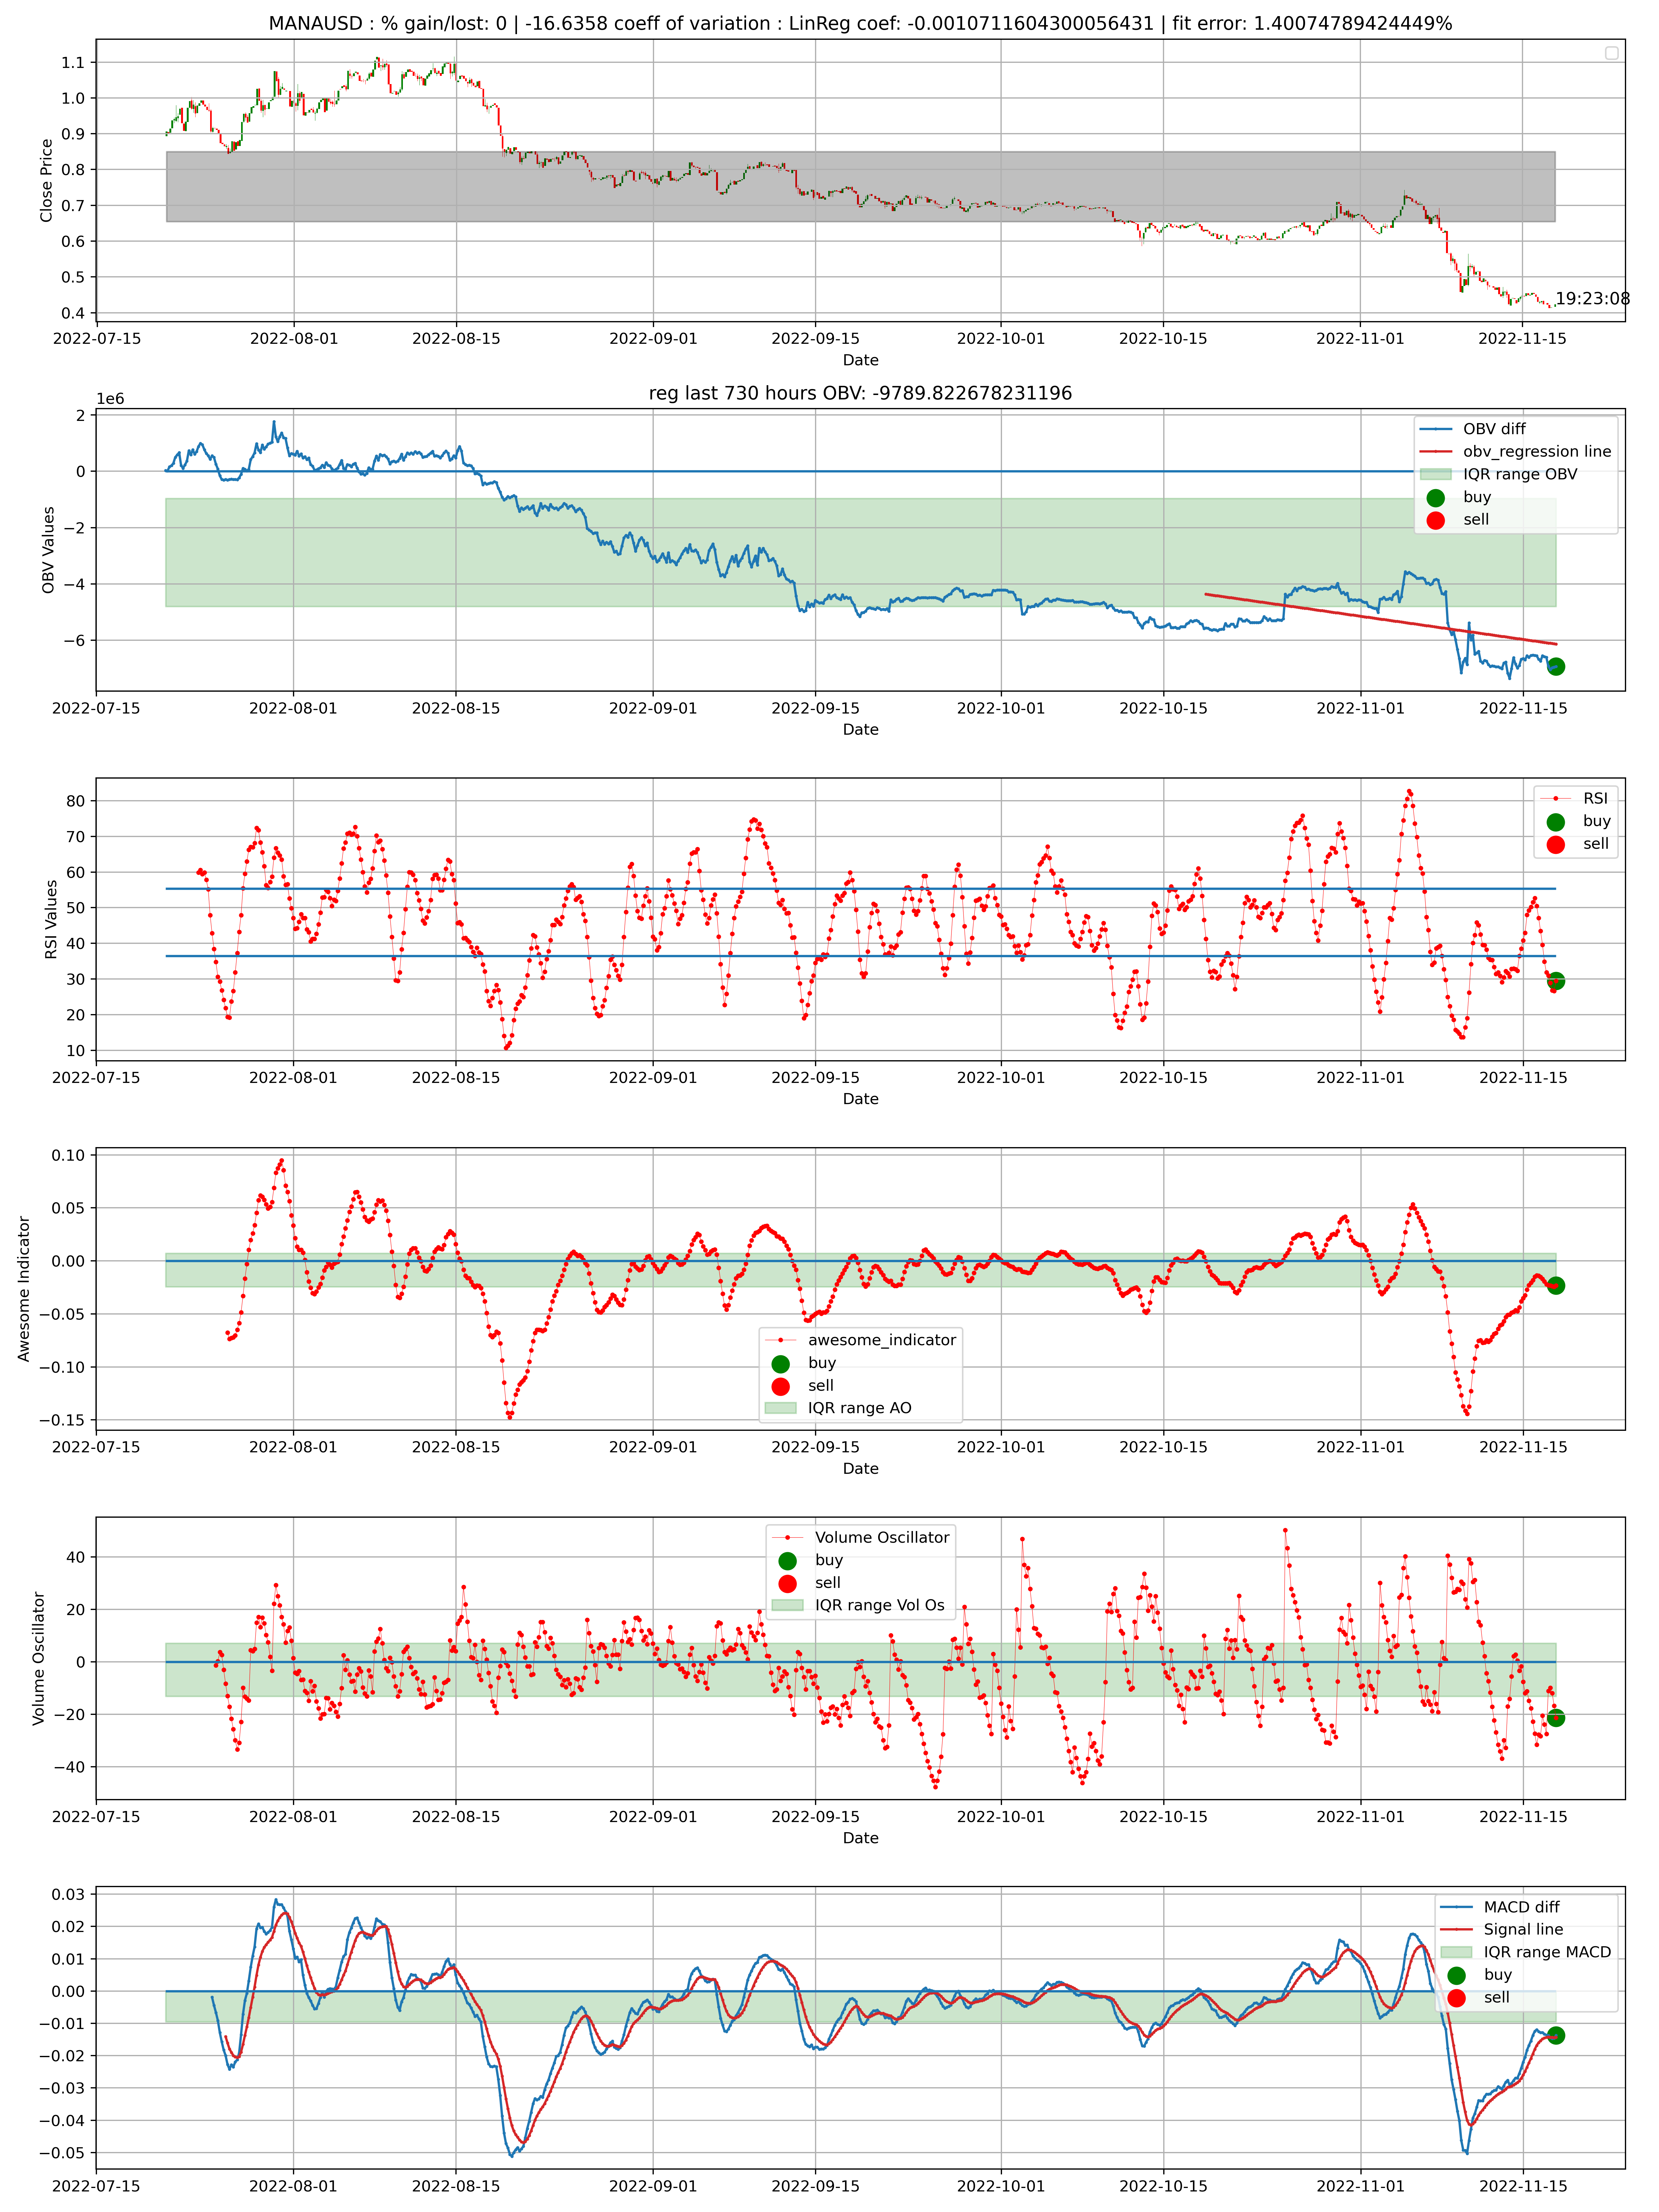 MANAUSD : % gain/lost: 0 | -16.6358 coeff of variation : LinReg coef: -0.0010711604300056431 | fit error: 1.40074789424449%
1.1
1.0
0.9
0.8
0.7
0.6
0.5
0.4
Close Price
19:23:08
2022-07-15 2022-08-01 2022-08-15 2022-09-01 2022-09-15 2022-10-01 2022-10-15 2022-11-01 2022-11-15
Date
reg last 730 hours OBV: -9789.822678231196
1e6
2
0
−2
−4
−6
OBV Values
OBV diff
obv_regression line
IQR range OBV
buy
sell
2022-07-15 2022-08-01 2022-08-15 2022-09-01 2022-09-15 2022-10-01 2022-10-15 2022-11-01 2022-11-15
Date
80
70
60
50
40
30
20
10
RSI Values
RSI
buy
sell
2022-07-15 2022-08-01 2022-08-15 2022-09-01 2022-09-15 2022-10-01 2022-10-15 2022-11-01 2022-11-15
Date
0.10
0.05
0.00
−0.05
−0.10
−0.15
Awesome Indicator
awesome_indicator
buy
sell
IQR range AO
2022-07-15 2022-08-01 2022-08-15 2022-09-01 2022-09-15 2022-10-01 2022-10-15 2022-11-01 2022-11-15
Date
40
20
0
−20
−40
Volume Oscillator
Volume Oscillator
buy
sell
IQR range Vol Os
2022-07-15 2022-08-01 2022-08-15 2022-09-01 2022-09-15 2022-10-01 2022-10-15 2022-11-01 2022-11-15
Date
0.03
0.02
0.01
0.00
−0.01
−0.02
−0.03
−0.04
−0.05
MACD diff
Signal line
IQR range MACD
buy
sell
2022-07-15 2022-08-01 2022-08-15 2022-09-01 2022-09-15 2022-10-01 2022-10-15 2022-11-01 2022-11-15